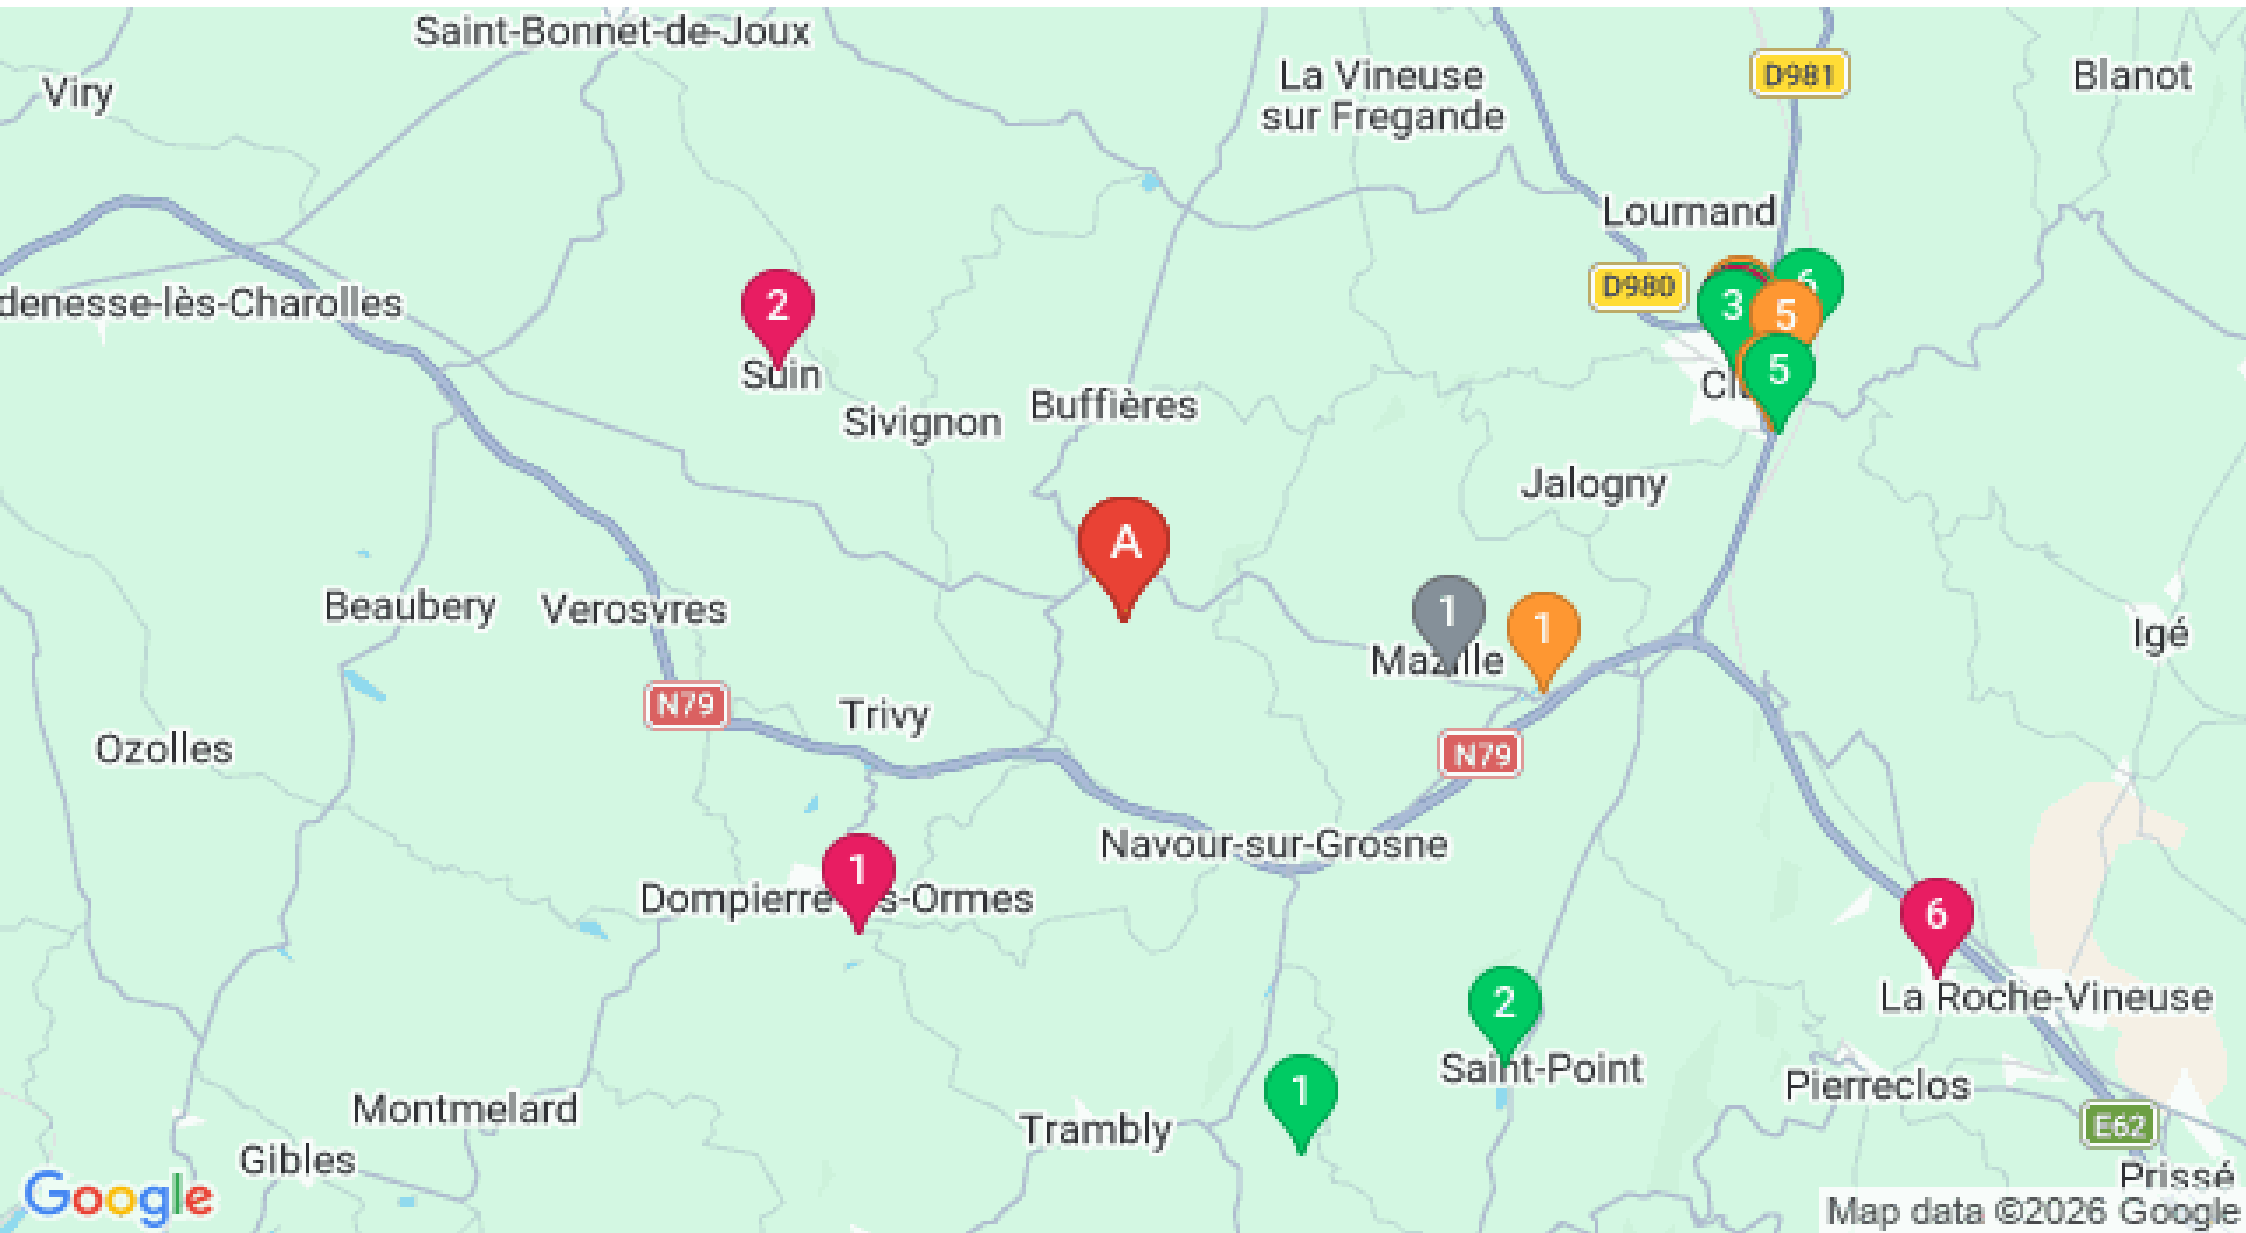 Saint-Bonnet-de-Joux
Viry
La Vineuse
sur Fregande
D981
Blanot
Lournand
D980
denesse-lès-Charolles
2
6
3
5
5
Suin
Sivignon
Buffières
Jalogny
A
1
1
Beaubery
Verosvres
Mazille
Igé
N79
Trivy
N79
Ozolles
Navour-sur-Grosne
1
6
Dompierre
s-Ormes
2
La Roche-Vineuse
1
Saint-Point
Pierreclos
Montmelard
Trambly
E62
Gibles
Prissé
Google
Map data ©2026 Google